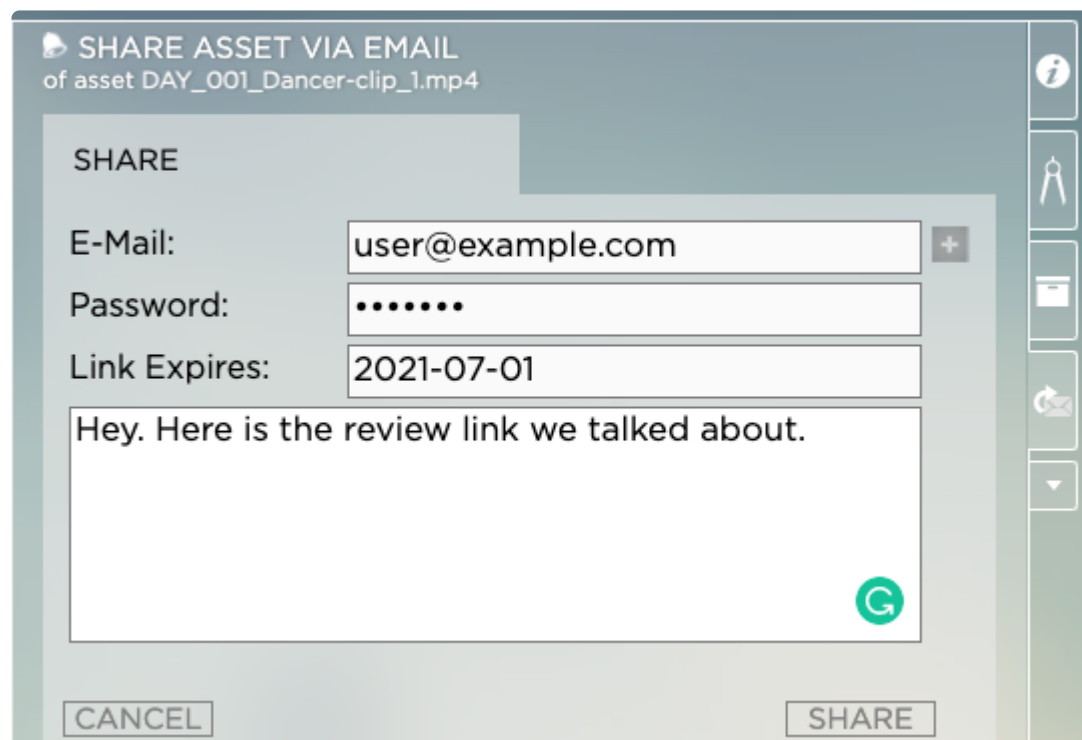 SHARE ASSET VIA EMAIL
of asset DAY_001_Dancer-clip_1.mp4
SHARE
E-Mail: user@example.com
Password: •••••••
Link Expires: 2021-07-01
Hey. Here is the review link we talked about.
CANCEL SHARE